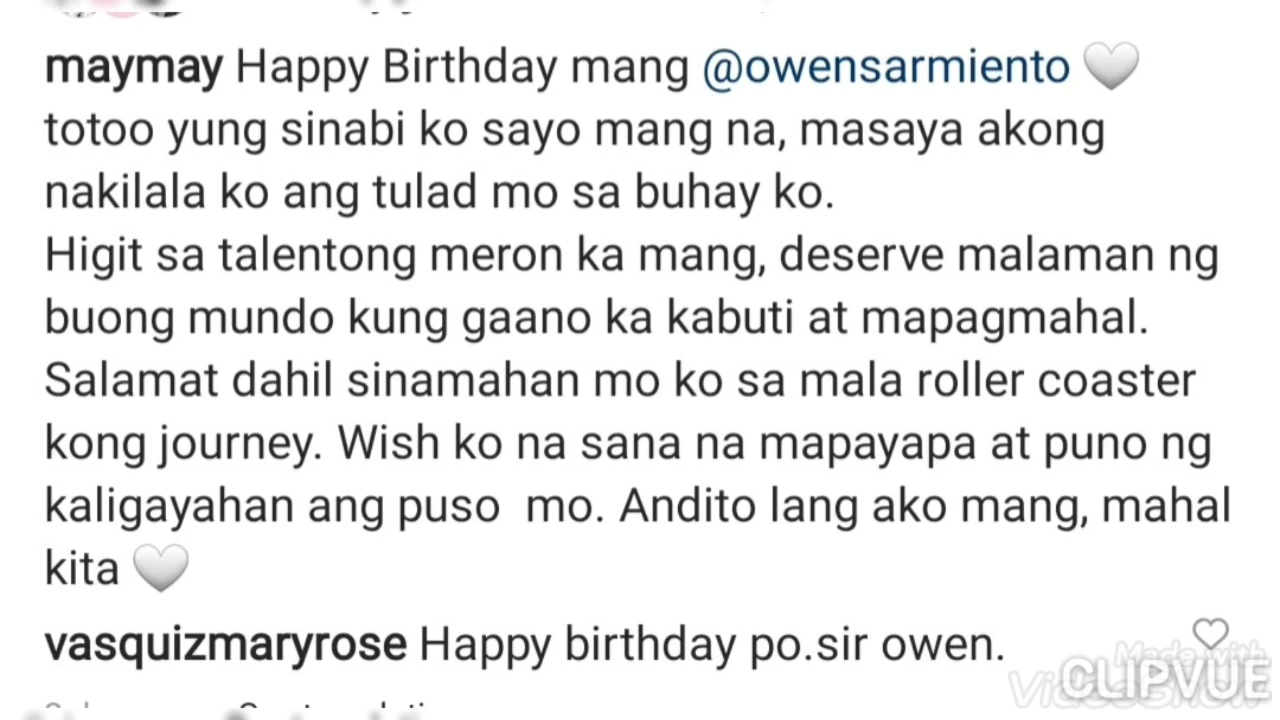 maymay Happy Birthday mang @owensarmiento 🤍
totoo yung sinabi ko sayo mang na, masaya akong
nakilala ko ang tulad mo sa buhay ko.
Higit sa talentong meron ka mang, deserve malaman ng
buong mundo kung gaano ka kabuti at mapagmahal.
Salamat dahil sinamahan mo ko sa mala roller coaster
kong journey. Wish ko na sana na mapayapa at puno ng
kaligayahan ang puso  mo. Andito lang ako mang, mahal
kita 🤍
vasquizmaryrose Happy birthday po.sir owen.
Made with
CLIPVUE